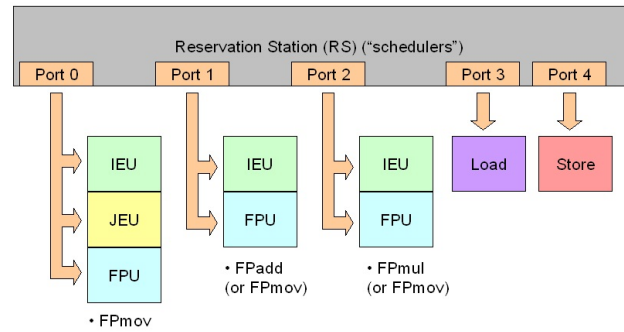 Reservation Station (RS) (“schedulers”)
Port 0
Port 1
Port 2
Port 3
Port 4
IEU
JEU
FPU
• FPmov
IEU
FPU
• FPadd
(or FPmov)
IEU
FPU
• FPmul
(or FPmov)
Load
Store